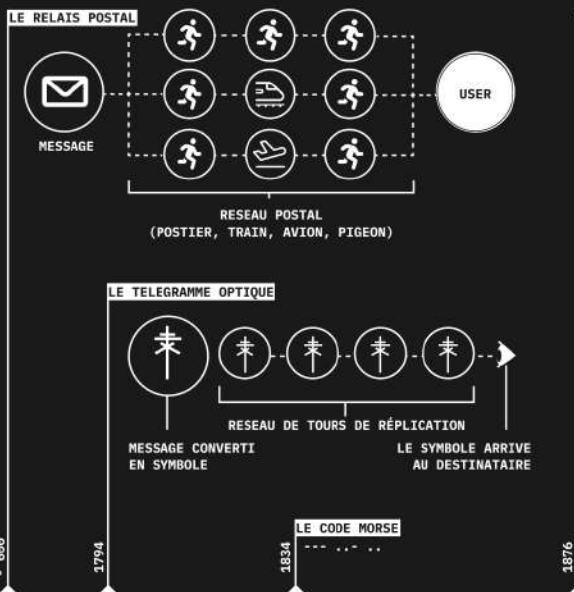 LE RELAIS POSTAL
MESSAGE
USER
RESEAU POSTAL
(POSTIER, TRAIN, AVION, PIGEON)
LE TELEGRAMME OPTIQUE
RESEAU DE TOURS DE RÉPLICATION
MESSAGE CONVERTI
EN SYMBOLE
LE SYMBOLE ARRIVE
AU DESTINATAIRE
LE CODE MORSE
--- ..- ..
1794
1834
1876